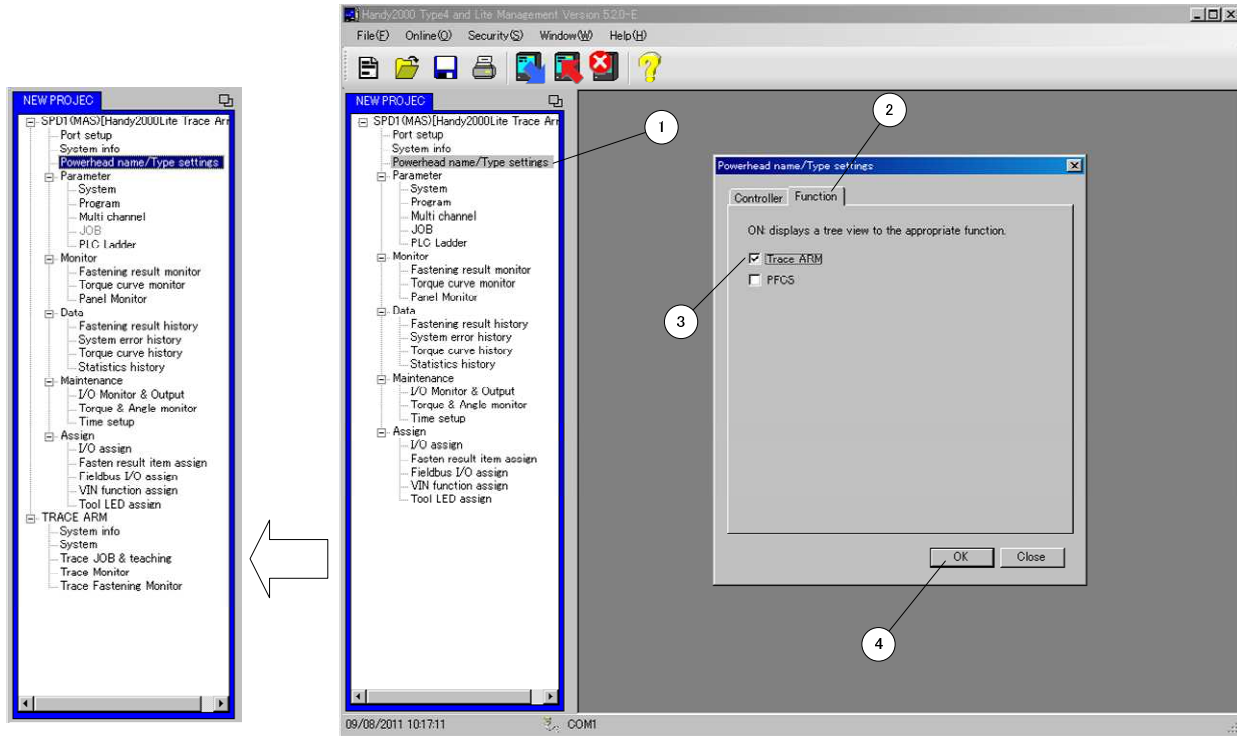 NEW PROJEC
SPD1(MAS)[Handy2000Lite Trace Arr
Port setup
System info
Powerhead name/Type settings
Parameter
System
Program
Multi channel
JOB
PLC Ladder
Monitor
Fastening result monitor
Torque curve monitor
Panel Monitor
Data
Fastening result history
System error history
Torque curve history
Statistics history
Maintenance
I/O Monitor & Output
Torque & Angle monitor
Time setup
Assign
I/O assign
Fasten result item assign
Fieldbus I/O assign
VIN function assign
Tool LED assign
TRACE ARM
System info
System
Trace JOB & teaching
Trace Monitor
Trace Fastening Monitor
Handy2000 Type4 and Lite Management Version 5.2.0-E
File(F) Online(O) Security(S) Window(W) Help(H)
NEW PROJEC
SPD1(MAS)[Handy2000Lite Trace Arr
Port setup
System info
Powerhead name/Type settings
Parameter
System
Program
Multi channel
JOB
PLC Ladder
Monitor
Fastening result monitor
Torque curve monitor
Panel Monitor
Data
Fastening result history
System error history
Torque curve history
Statistics history
Maintenance
I/O Monitor & Output
Torque & Angle monitor
Time setup
Assign
I/O assign
Fasten result item assign
Fieldbus I/O assign
VIN function assign
Tool LED assign
1
2
Powerhead name/Type settings
Controller Function
ON: displays a tree view to the appropriate function.
Trace ARM
PFCS
3
OK Close
4
09/08/2011 10:17:11 COM1